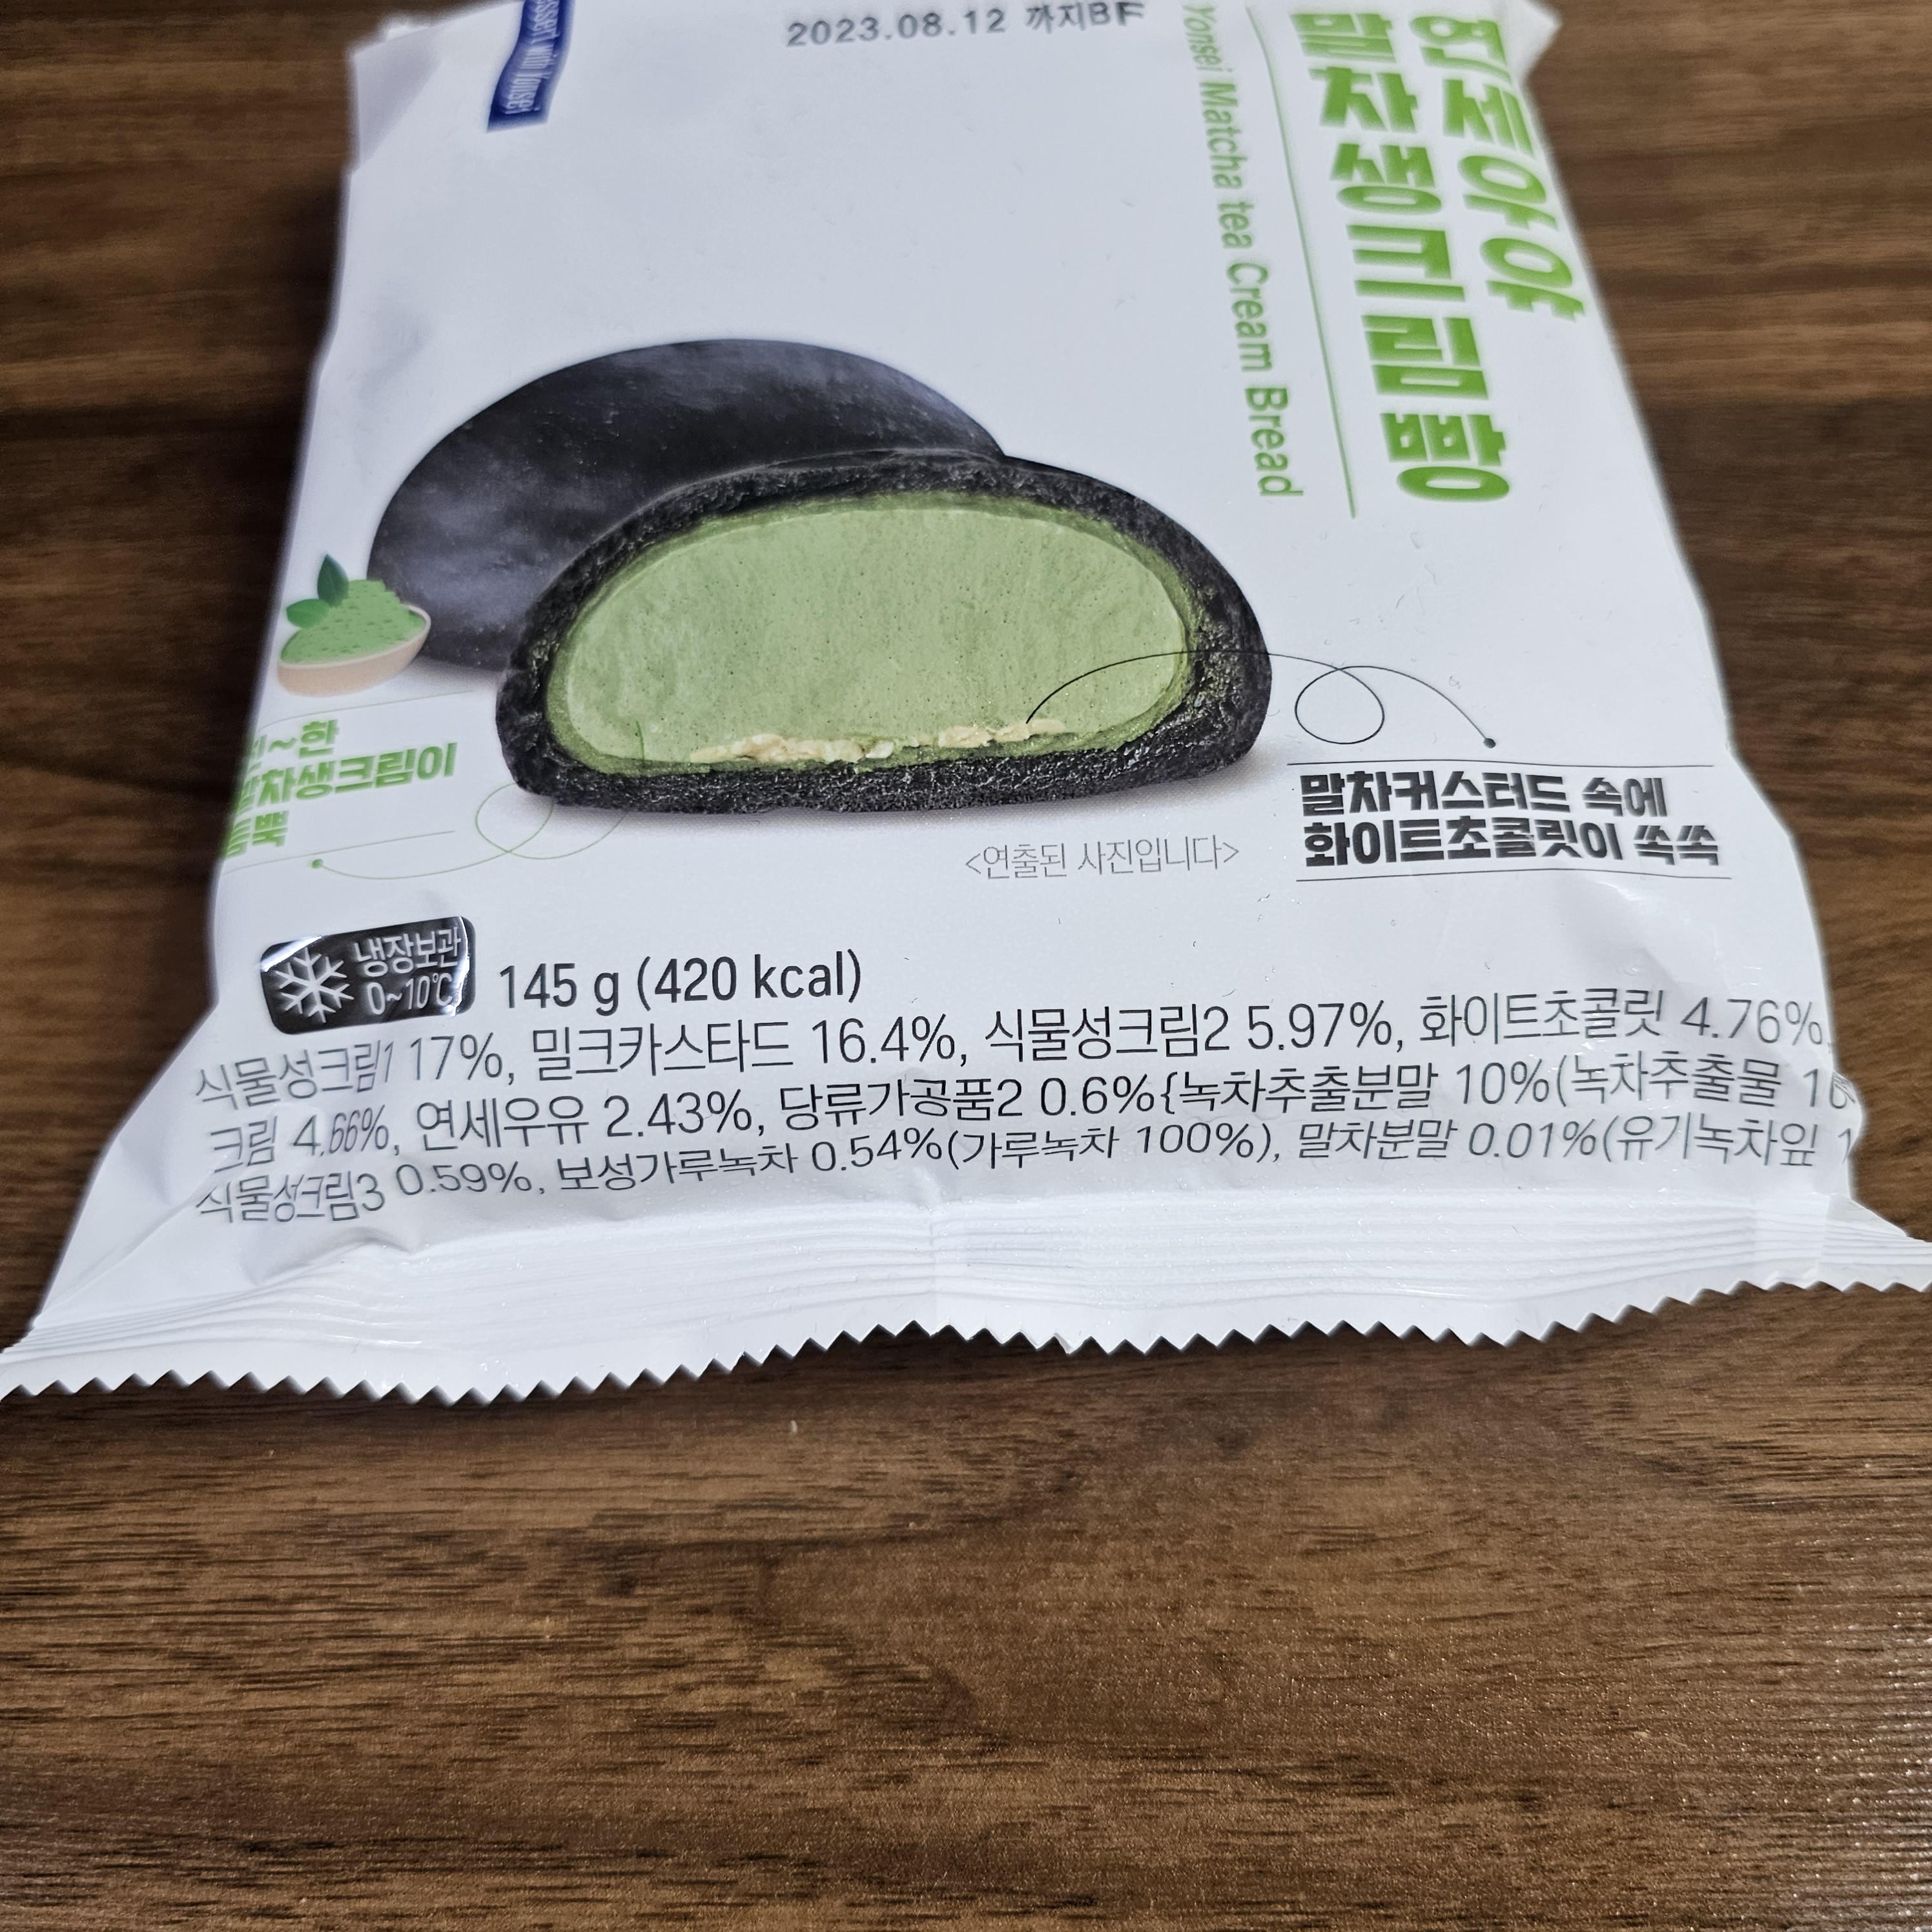 Dessert with Yonsei
2023.08.12 까지BF
연세우유
말차생크림빵
Yonsei Matcha tea Cream Bread
~한
말차생크림이
듬뿍
말차커스터드 속에
화이트초콜릿이 쏙쏙
<연출된 사진입니다>
냉장보관
0~10℃
145 g (420 kcal)
식물성크림1 17%, 밀크카스타드 16.4%, 식물성크림2 5.97%, 화이트초콜릿 4.76%,
크림 4.66%, 연세우유 2.43%, 당류가공품2 0.6%{녹차추출분말 10%(녹차추출물
식물성크림3 0.59%, 보성가루녹차 0.54%(가루녹차 100%), 말차분말 0.01%(유기녹차잎